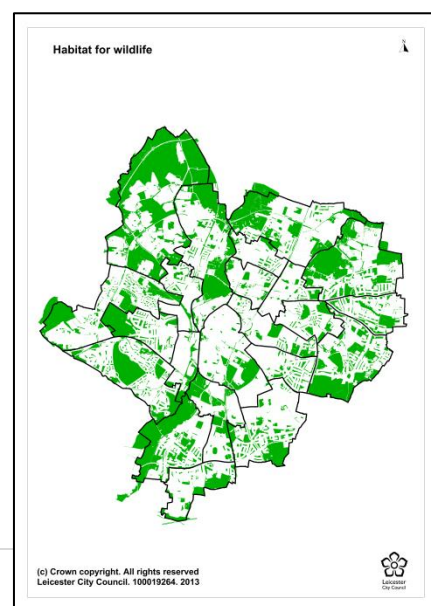 Habitat for wildlife
N
(c) Crown copyright. All rights reserved
Leicester City Council. 100019264. 2013
Leicester
City Council